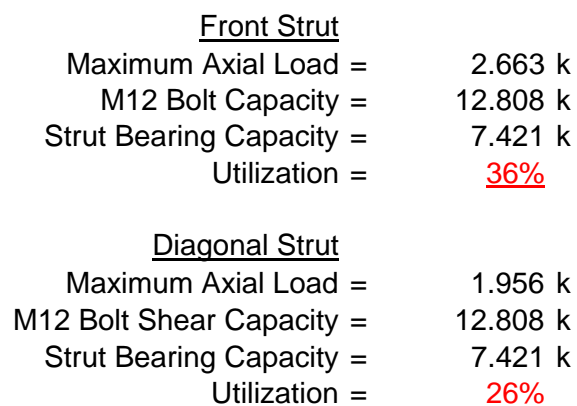 Front Strut
Maximum Axial Load = 2.663 k
M12 Bolt Capacity = 12.808 k
Strut Bearing Capacity = 7.421 k
Utilization = 36%
Diagonal Strut
Maximum Axial Load = 1.956 k
M12 Bolt Shear Capacity = 12.808 k
Strut Bearing Capacity = 7.421 k
Utilization = 26%